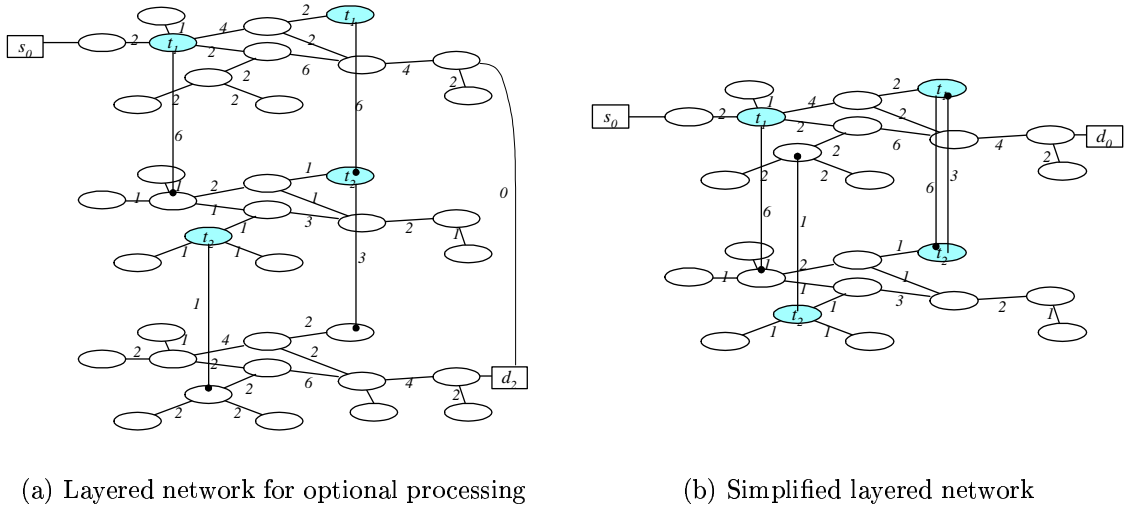 2 t₁
1 4
s₀ 2 t₁ 2 2
2 6 4 2
2 2
6
6
1 t₂
1 2 1
1 1 3 2 1
t₂ 1 1
0
3
1
2
1 4 2
2 2 6 4 d₂
2 2
2 2
(a) Layered network for optional processing
2 t₁
1 4 2
s₀ 2 t₁ 2 6 4 d₀
2 2 2 2
6 3
6 1
1 t₂
1 2 1
1 1 3 2 1
t₂ 1
1 1
(b) Simplified layered network